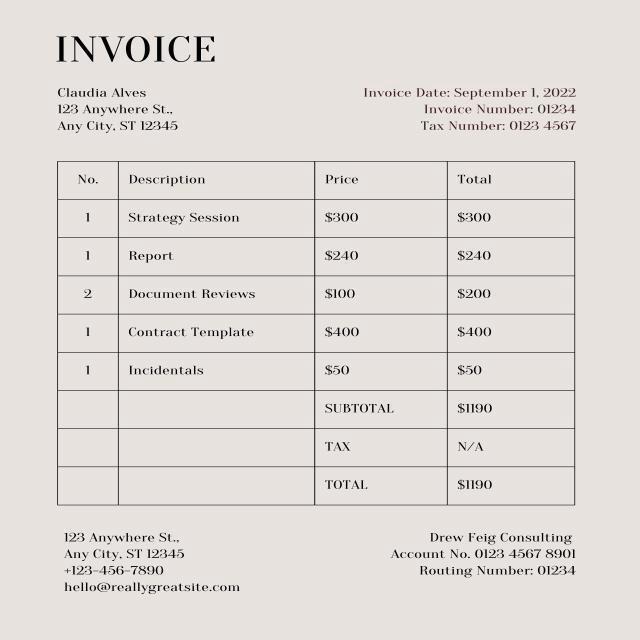 INVOICE
Claudia Alves
123 Anywhere St.,
Any City, ST 12345
Invoice Date: September 1, 2022
Invoice Number: 01234
Tax Number: 0123 4567
No. Description Price Total
1 Strategy Session $300 $300
1 Report $240 $240
2 Document Reviews $100 $200
1 Contract Template $400 $400
1 Incidentals $50 $50
SUBTOTAL $1190
TAX N/A
TOTAL $1190
123 Anywhere St.,
Any City, ST 12345
+123-456-7890
hello@reallygreatsite.com
Drew Feig Consulting
Account No. 0123 4567 8901
Routing Number: 01234